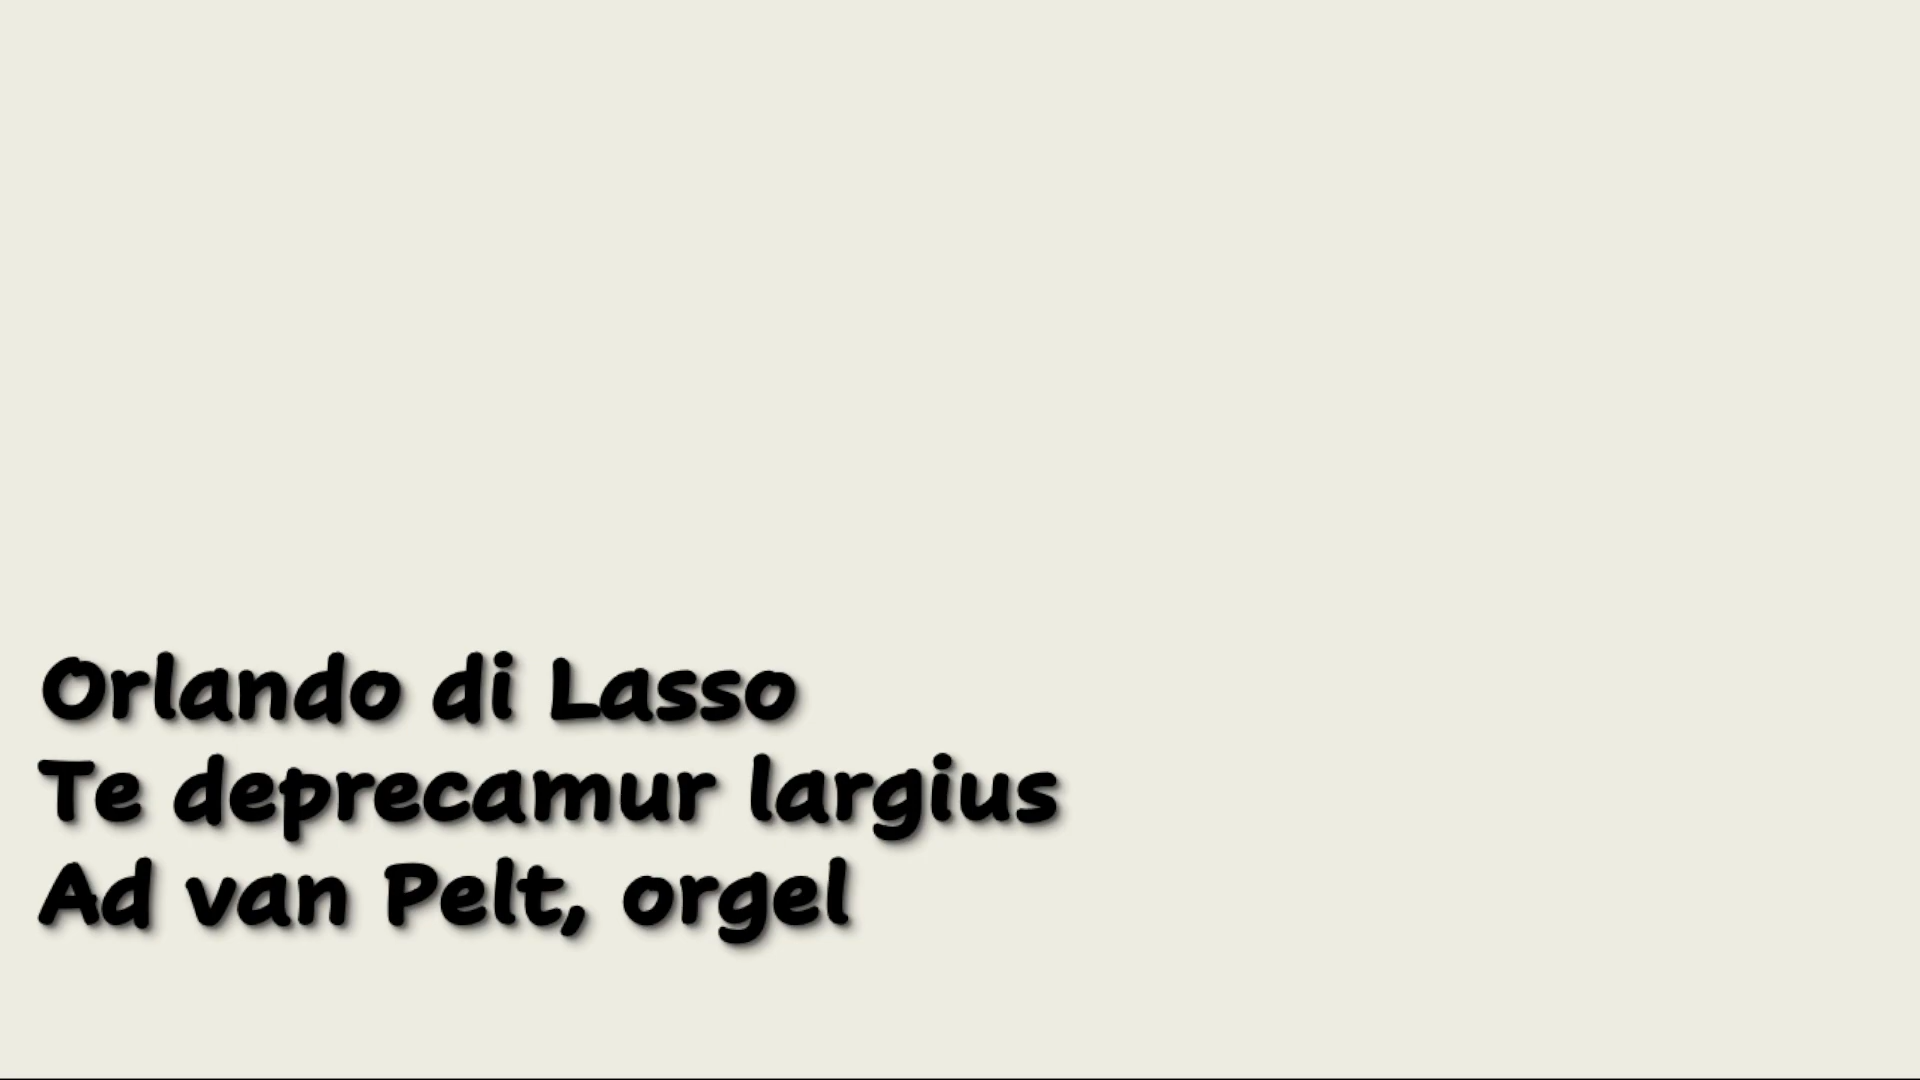 Orlando di Lasso
Te deprecamur largius
Ad van Pelt, orgel